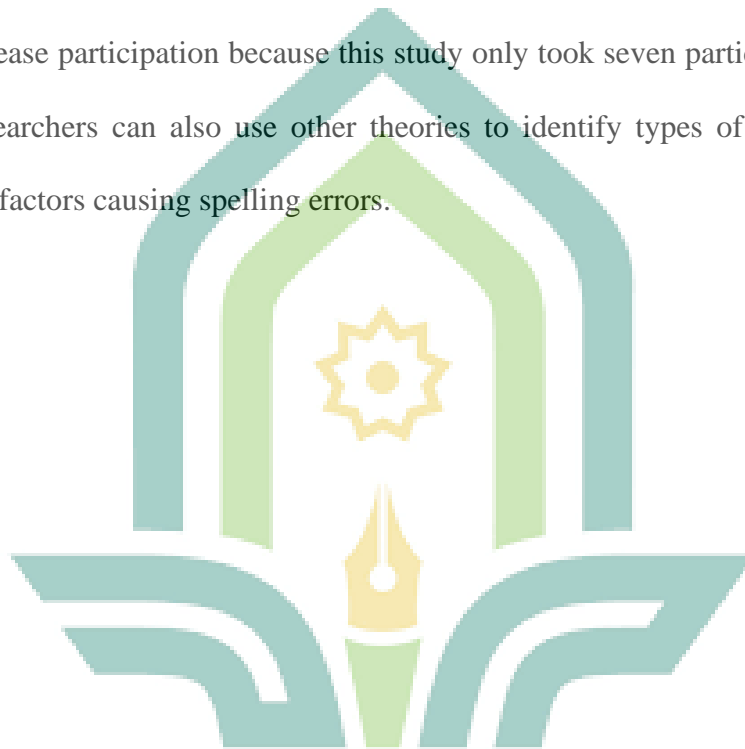 ease participation because this study only took seven partic
earchers can also use other theories to identify types of
factors causing spelling errors.